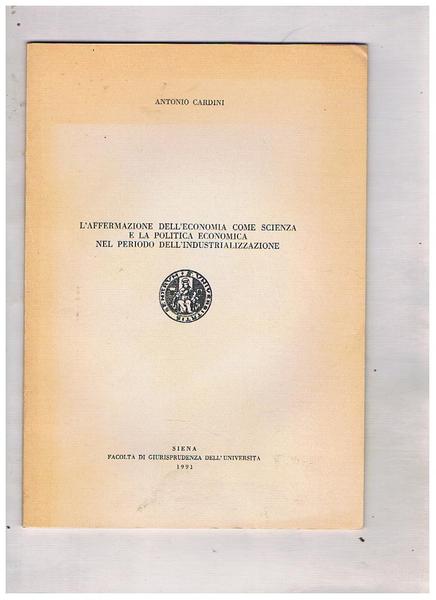 ANTONIO CARDINI
L'AFFERMAZIONE DELL'ECONOMIA COME SCIENZA
E LA POLITICA ECONOMICA
NEL PERIODO DELL'INDUSTRIALIZZAZIONE
SIENA
FACOLTÀ DI GIURISPRUDENZA DELL'UNIVERSITÀ
1991